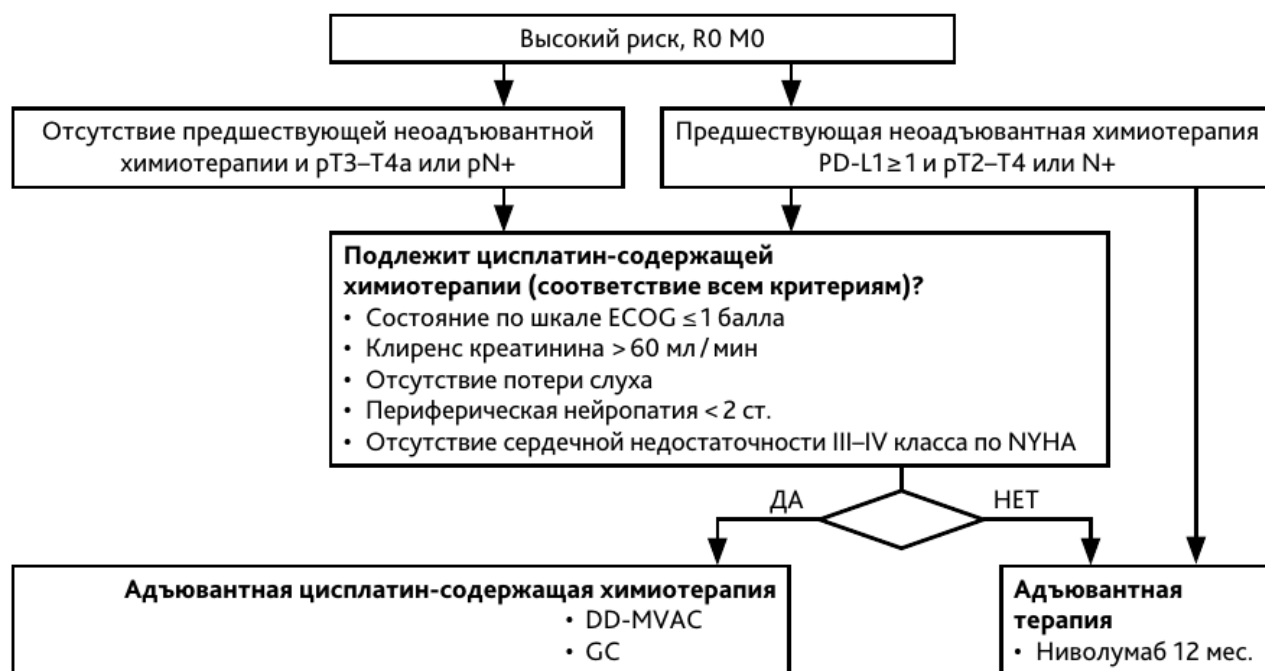 Высокий риск, R0 M0
Отсутствие предшествующей неоадъювантной
химиотерапии и pT3–T4a или pN+
Предшествующая неоадъювантная химиотерапия
PD-L1 ≥ 1 и pT2–T4 или N+
Подлежит цисплатин-содержащей
химиотерапии (соответствие всем критериям)?
• Состояние по шкале ECOG ≤ 1 балла
• Клиренс креатинина > 60 мл / мин
• Отсутствие потери слуха
• Периферическая нейропатия < 2 ст.
• Отсутствие сердечной недостаточности III–IV класса по NYHA
ДА
НЕТ
Адъювантная цисплатин-содержащая химиотерапия
• DD-MVAC
• GC
Адъювантная
терапия
• Ниволумаб 12 мес.